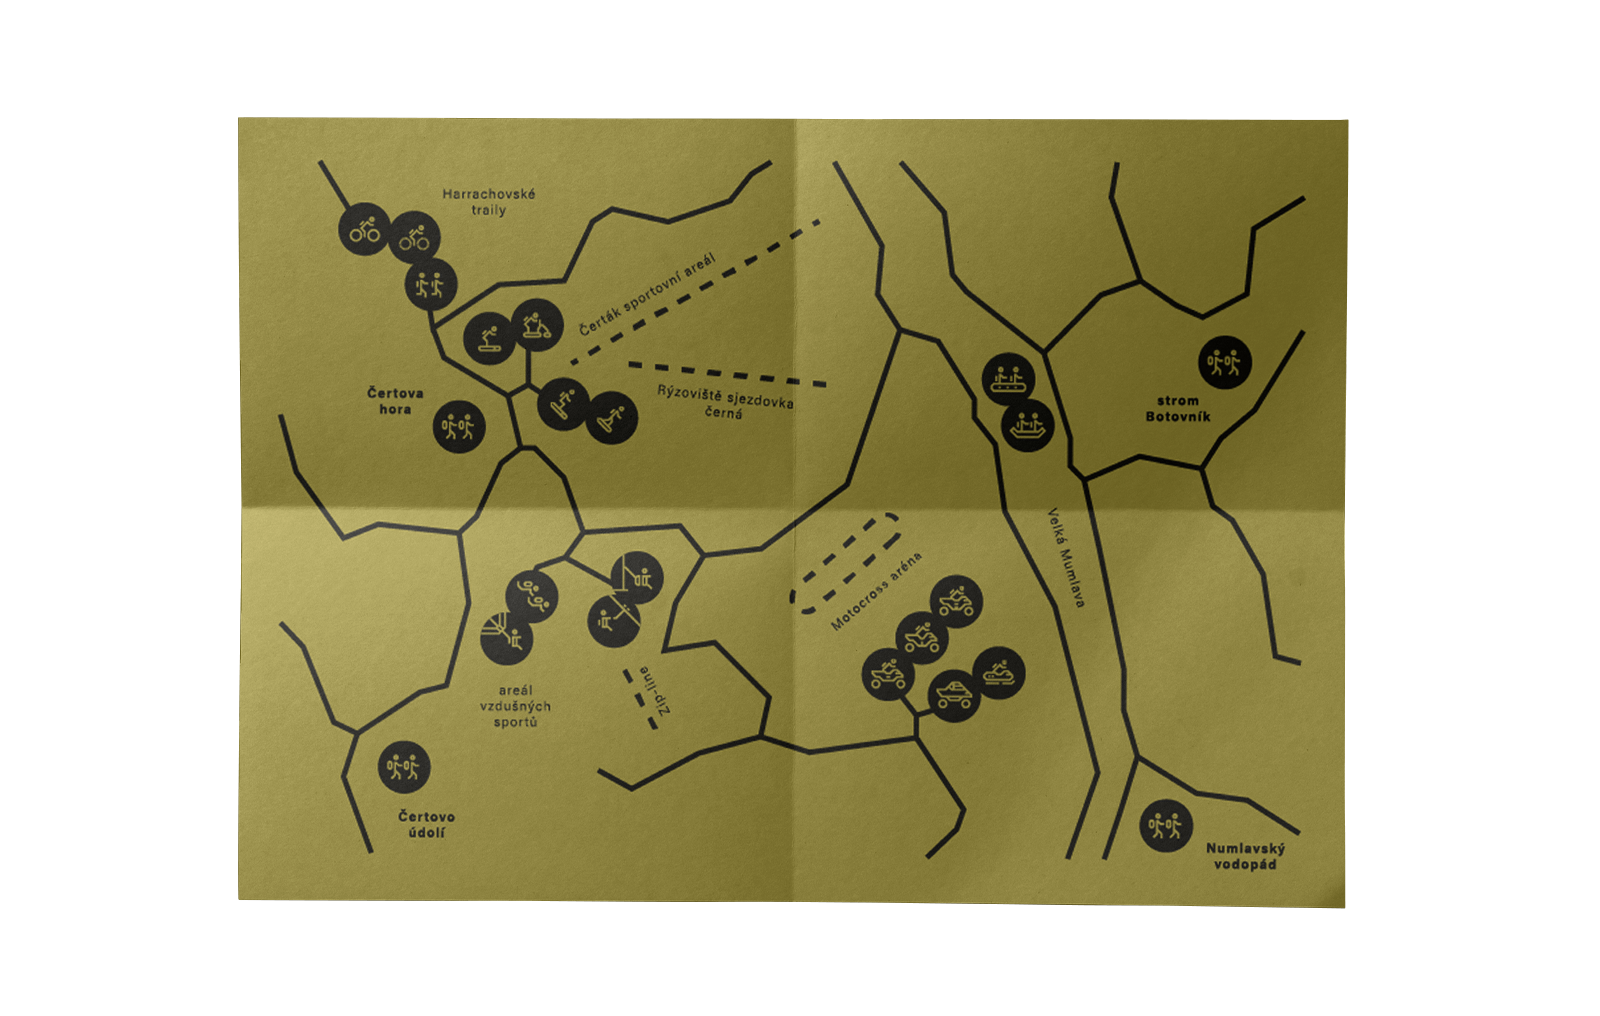 Harrachovské
traily
Čerták sportovní areál
Rýzoviště sjezdovka
černá
Čertova
hora
strom
Botovník
Velká Mumlava
Motocross aréna
Zip-line
areál
vzdušných
sportů
Čertovo
údolí
Numlavský
vodopád